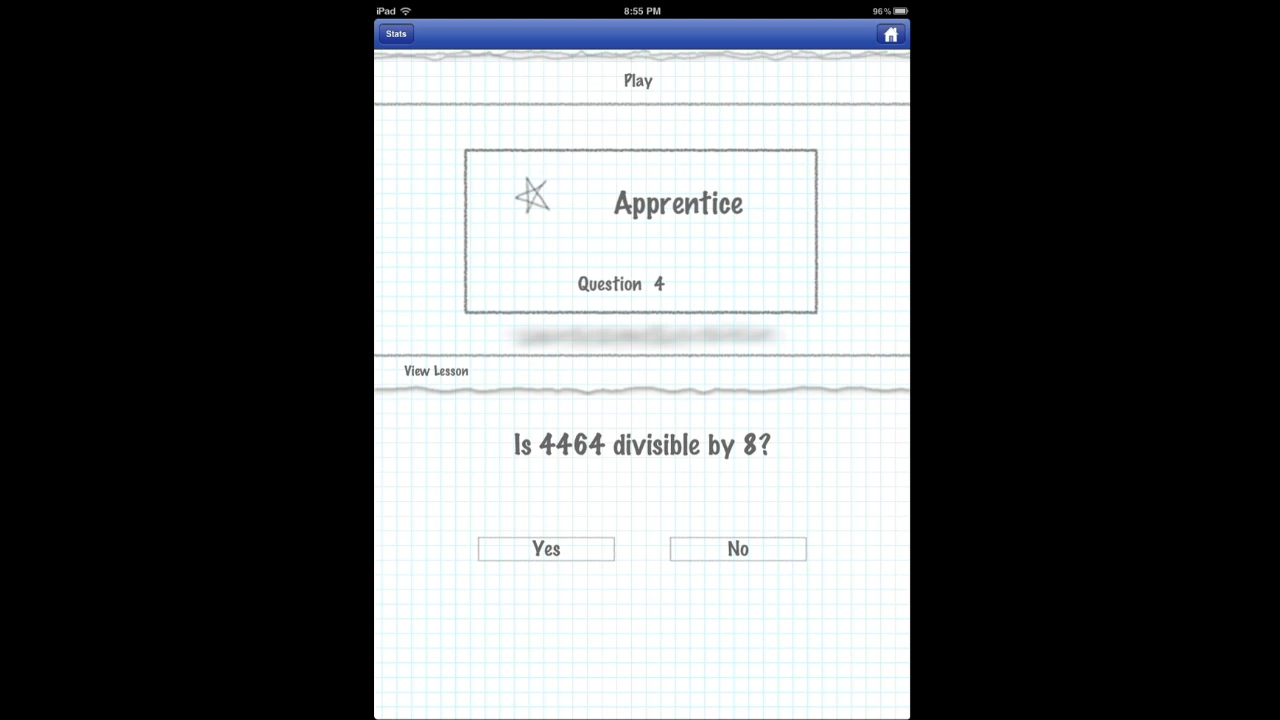 iPad 8:55 PM 96%
Stats
Play
Apprentice
Question 4
View Lesson
Is 4464 divisible by 8?
Yes No